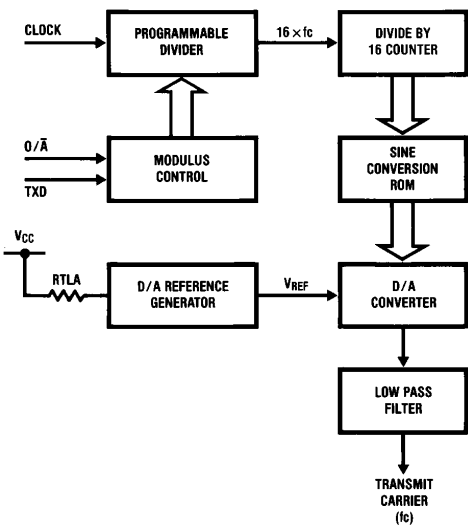 CLOCK
PROGRAMMABLE
DIVIDER
16 × fc
DIVIDE BY
16 COUNTER
O/A̅
TXD
MODULUS
CONTROL
SINE
CONVERSION
ROM
VCC
RTLA
D/A REFERENCE
GENERATOR
VREF
D/A
CONVERTER
LOW PASS
FILTER
TRANSMIT
CARRIER
(fc)